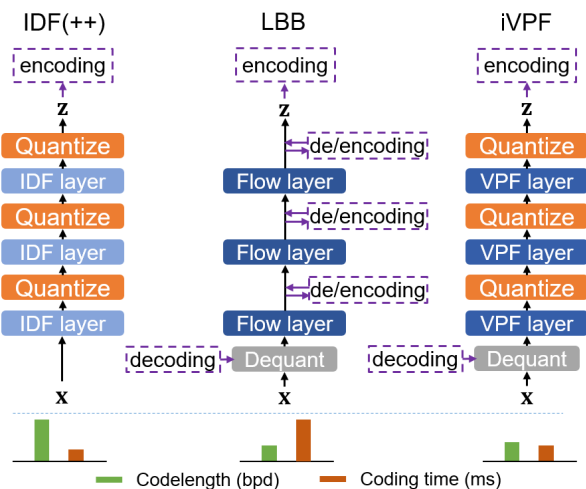 IDF(++)
encoding
z
Quantize
IDF layer
Quantize
IDF layer
Quantize
IDF layer
x
LBB
encoding
z
de/encoding
Flow layer
de/encoding
Flow layer
de/encoding
Flow layer
decoding
Dequant
x
iVPF
encoding
z
Quantize
VPF layer
Quantize
VPF layer
Quantize
VPF layer
decoding
Dequant
x
Codelength (bpd)
Coding time (ms)